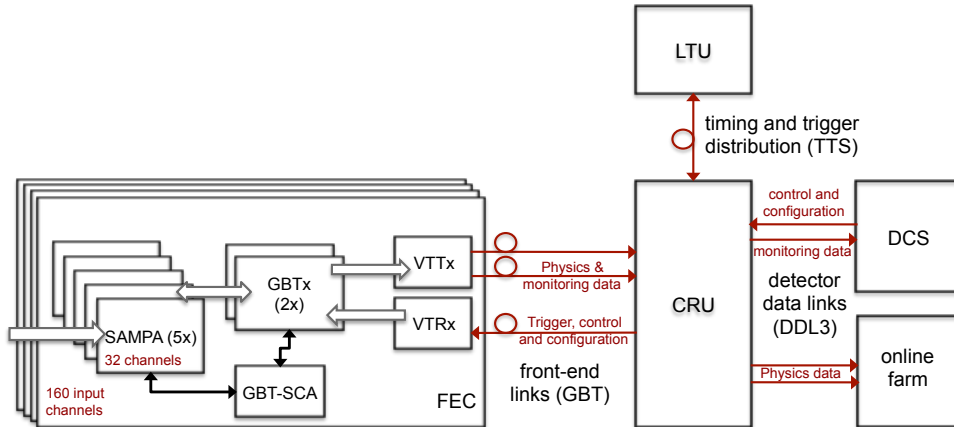 LTU
timing and trigger
distribution (TTS)
control and
configuration
DCS
monitoring data
detector
data links
(DDL3)
CRU
VTTx
Physics &
monitoring data
GBTx
(2x)
VTRx
Trigger, control
and configuration
SAMPA (5x)
32 channels
front-end
links (GBT)
Physics data
online
farm
160 input
channels
GBT-SCA
FEC